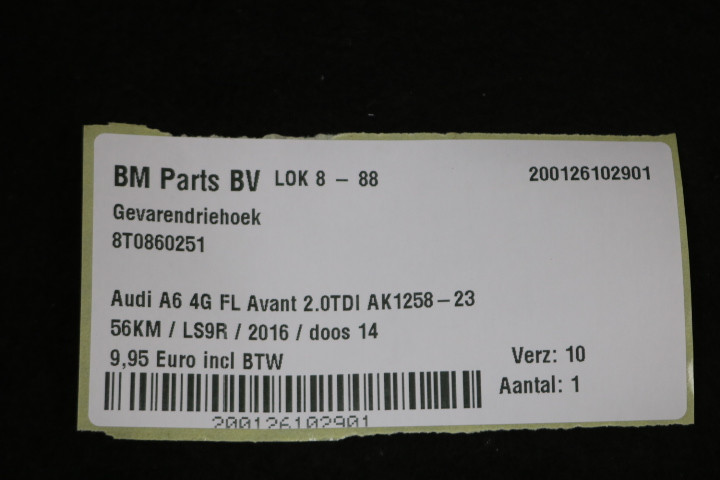 BM Parts BV LOK 8 - 88 200126102901
Gevarendriehoek
8T0860251
Audi A6 4G FL Avant 2.0TDI AK1258-23
56KM / LS9R / 2016 / doos 14
9,95 Euro incl BTW Verz: 10
Aantal: 1
200126102901